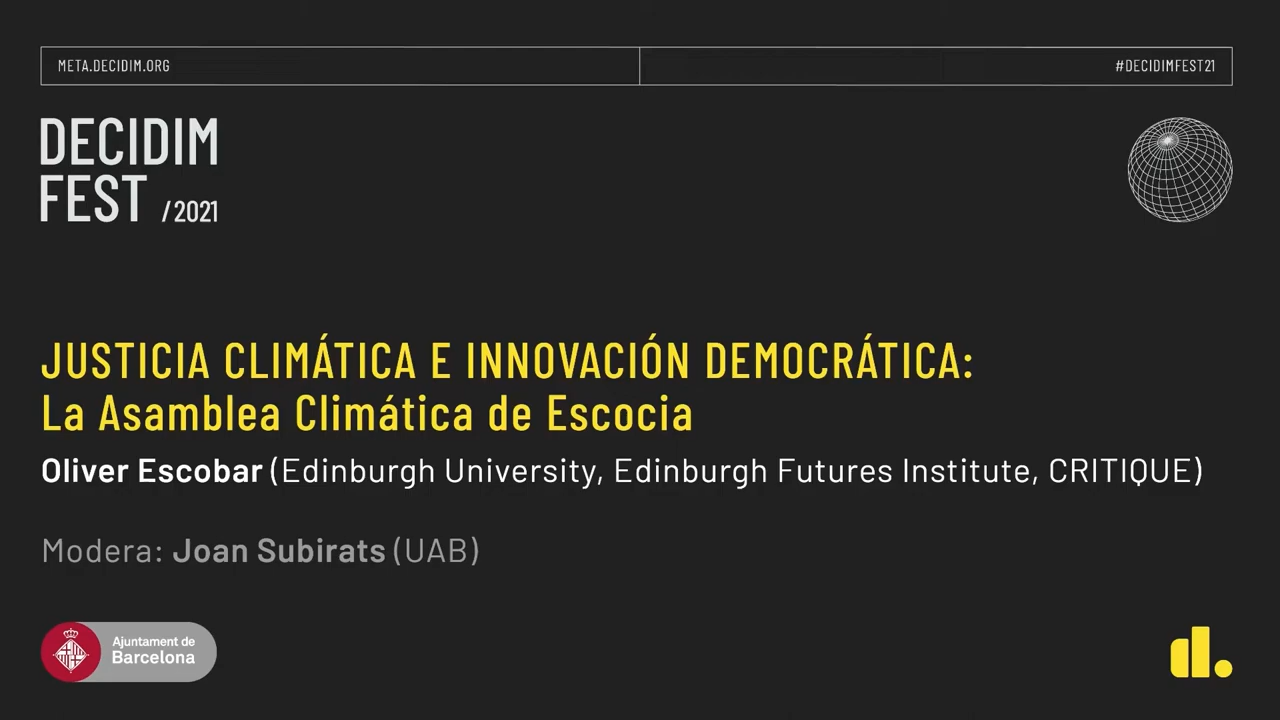 META.DECIDIM.ORG
#DECIDIMFEST21
DECIDIM
FEST /2021
JUSTICIA CLIMÁTICA E INNOVACIÓN DEMOCRÁTICA:
La Asamblea Climática de Escocia
Oliver Escobar (Edinburgh University, Edinburgh Futures Institute, CRITIQUE)
Modera: Joan Subirats (UAB)
Ajuntament de
Barcelona
d.